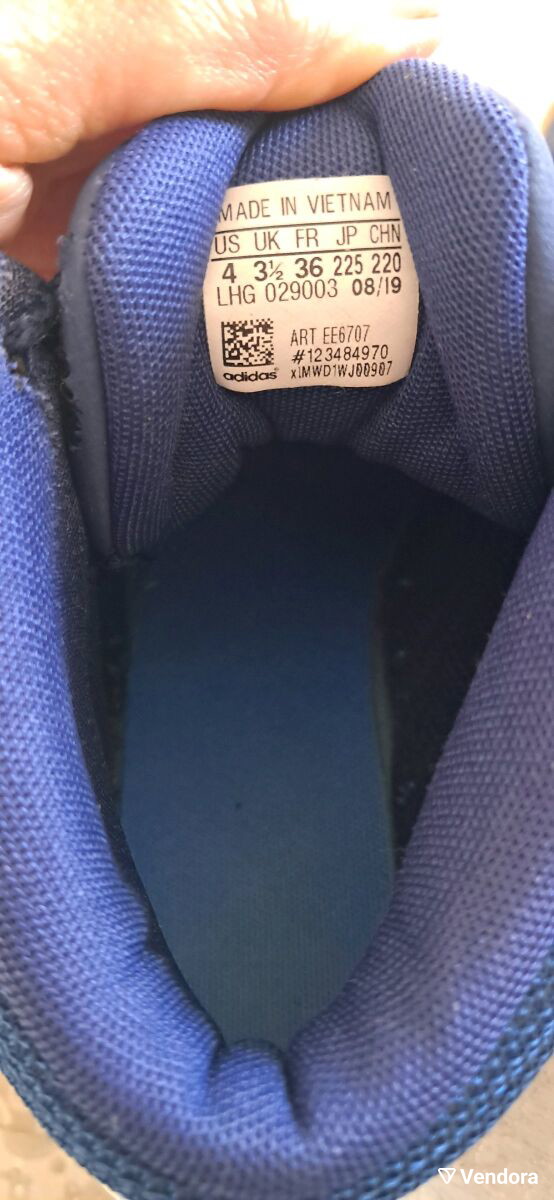 MADE IN VIETNAM
US UK FR JP CHN
4 3½ 36 225 220
LHG 029003 08/19
ART EE6707
#123484970
adidas
x1MWD1WJ00907
Vendora